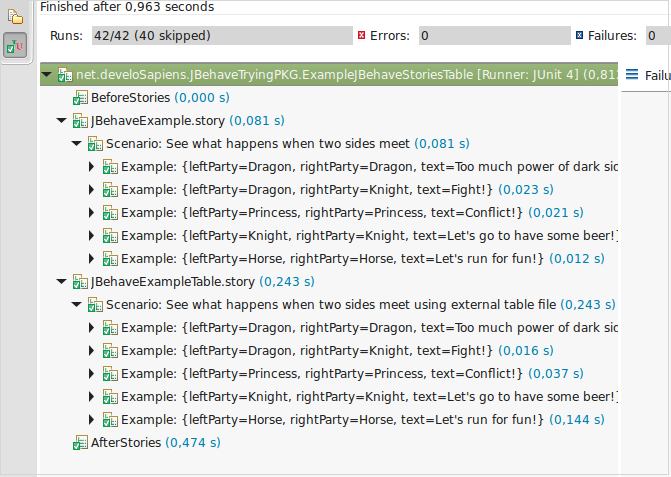 Finished after 0,963 seconds
Runs: 42/42 (40 skipped) Errors: 0 Failures: 0
net.develoSapiens.JBehaveTryingPKG.ExampleJBehaveStoriesTable [Runner: JUnit 4] (0,81
Failu
BeforeStories (0,000 s)
JBehaveExample.story (0,081 s)
Scenario: See what happens when two sides meet (0,081 s)
Example: {leftParty=Dragon, rightParty=Dragon, text=Too much power of dark sid
Example: {leftParty=Dragon, rightParty=Knight, text=Fight!} (0,023 s)
Example: {leftParty=Princess, rightParty=Princess, text=Conflict!} (0,021 s)
Example: {leftParty=Knight, rightParty=Knight, text=Let's go to have some beer!}
Example: {leftParty=Horse, rightParty=Horse, text=Let's run for fun!} (0,012 s)
JBehaveExampleTable.story (0,243 s)
Scenario: See what happens when two sides meet using external table file (0,243 s)
Example: {leftParty=Dragon, rightParty=Dragon, text=Too much power of dark sid
Example: {leftParty=Dragon, rightParty=Knight, text=Fight!} (0,016 s)
Example: {leftParty=Princess, rightParty=Princess, text=Conflict!} (0,037 s)
Example: {leftParty=Knight, rightParty=Knight, text=Let's go to have some beer!}
Example: {leftParty=Horse, rightParty=Horse, text=Let's run for fun!} (0,144 s)
AfterStories (0,474 s)